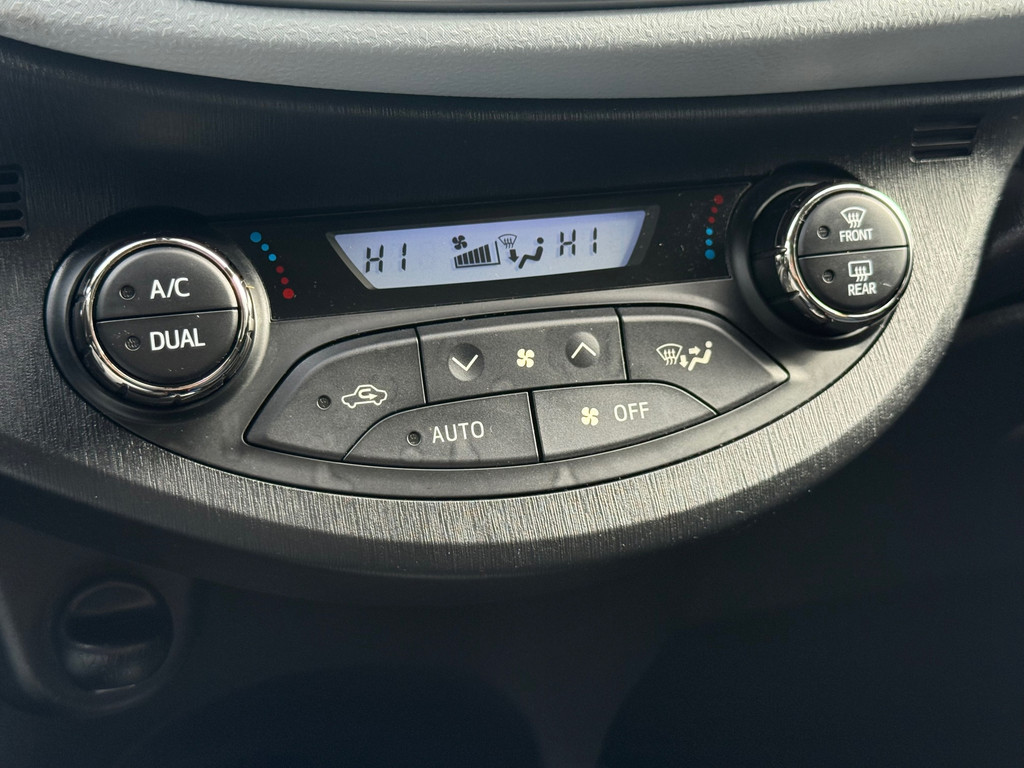 HI
HI
A/C
DUAL
FRONT
REAR
AUTO
OFF